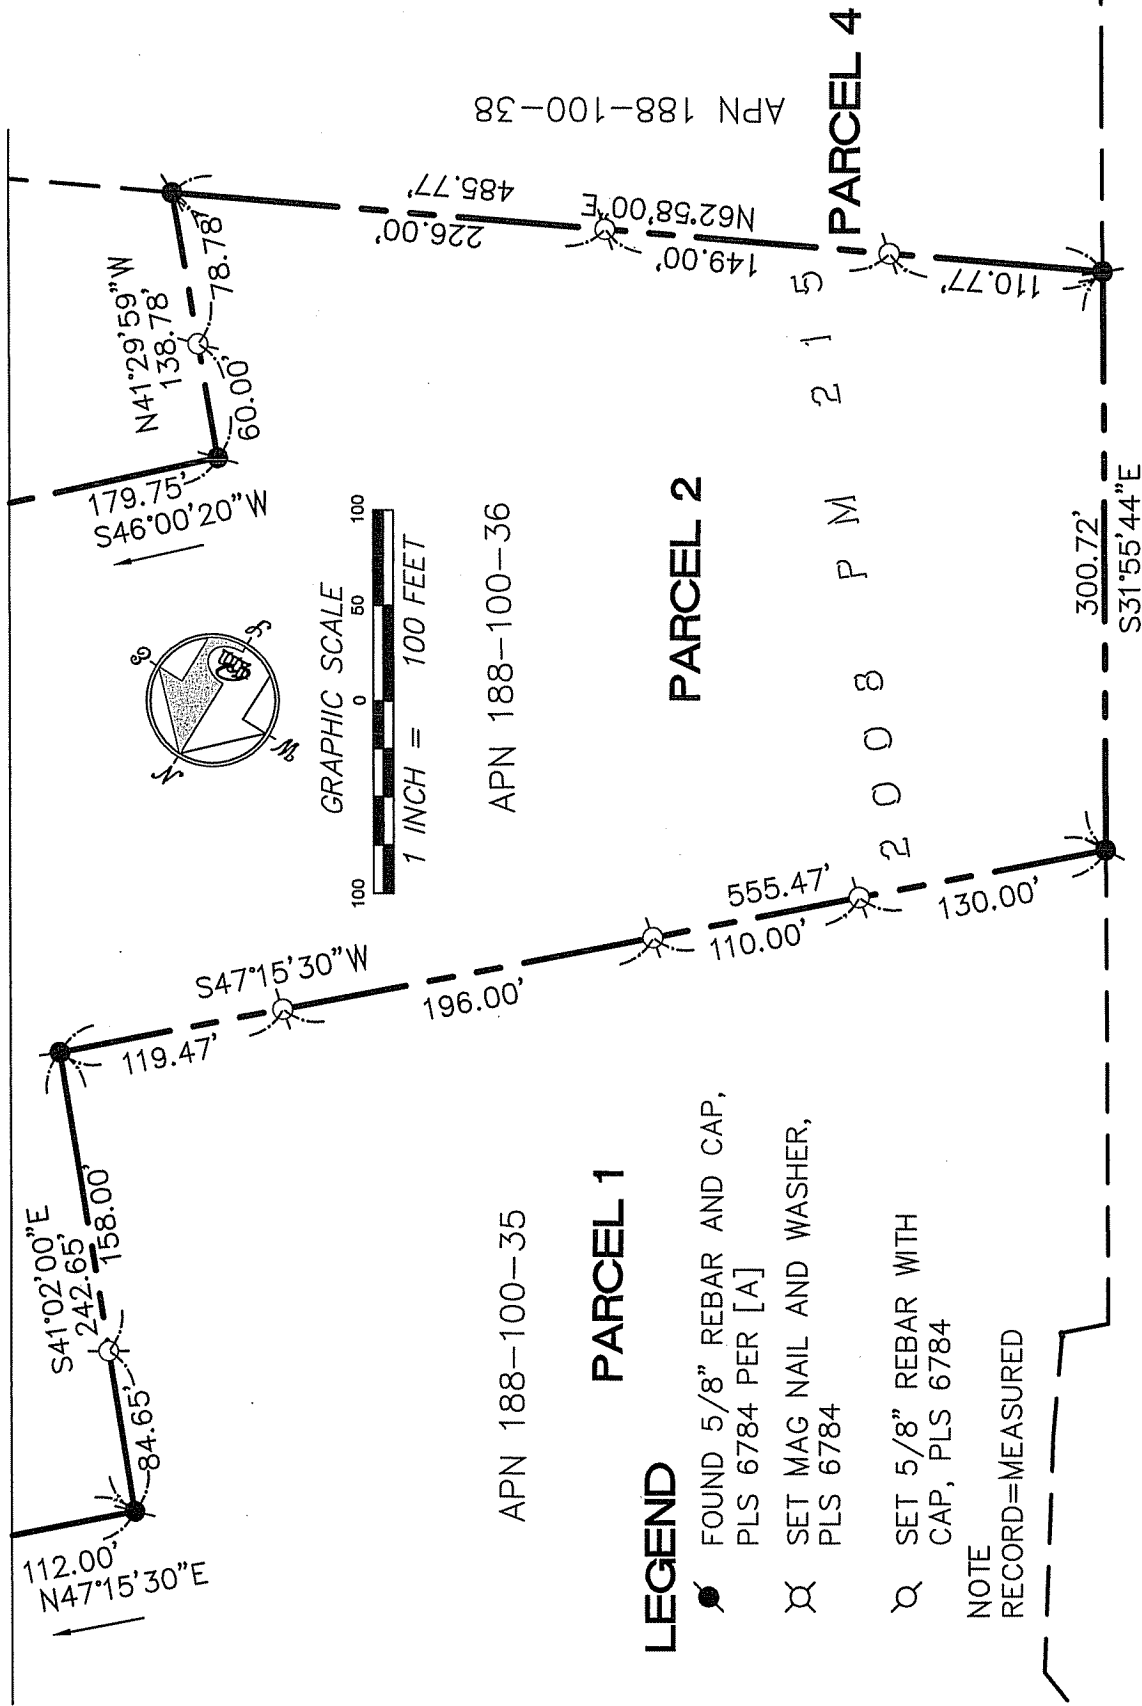 112.00'
N47°15'30"E
S41°02'00"E
242.65'
84.65'
158.00'
119.47'
S47°15'30"W
196.00'
555.47'
110.00'
130.00'
N
E
S
W
GRAPHIC SCALE
100 0 50 100
1 INCH = 100 FEET
179.75'
S46°00'20"W
N41°29'59"W
138.78'
60.00'
78.78'
485.77'
226.00'
N62°58'00"E
149.00'
110.77'
APN 188-100-38
PARCEL 4
APN 188-100-36
PARCEL 2
2008 PM 215
300.72'
S31°55'44"E
APN 188-100-35
PARCEL 1
LEGEND
FOUND 5/8" REBAR AND CAP,
PLS 6784 PER [A]
SET MAG NAIL AND WASHER,
PLS 6784
SET 5/8" REBAR WITH
CAP, PLS 6784
NOTE
RECORD=MEASURED